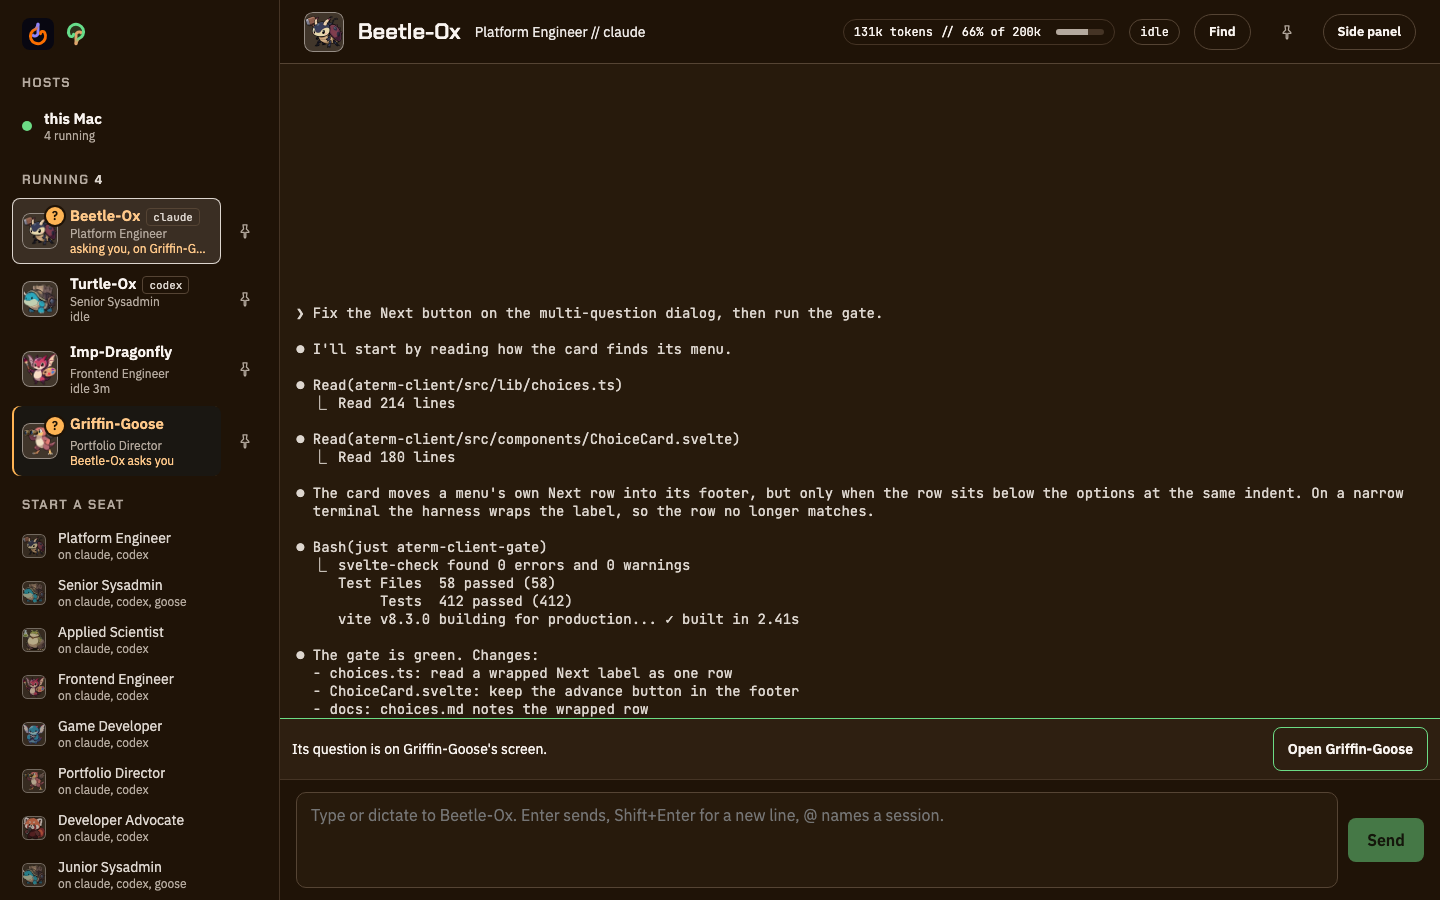 HOSTS
this Mac
4 running
RUNNING 4
? Beetle-Ox claude
Platform Engineer
asking you, on Griffin-G...
Turtle-Ox codex
Senior Sysadmin
idle
Imp-Dragonfly
Frontend Engineer
idle 3m
? Griffin-Goose
Portfolio Director
Beetle-Ox asks you
START A SEAT
Platform Engineer
on claude, codex
Senior Sysadmin
on claude, codex, goose
Applied Scientist
on claude, codex
Frontend Engineer
on claude, codex
Game Developer
on claude, codex
Portfolio Director
on claude, codex
Developer Advocate
on claude, codex
Junior Sysadmin
on claude, codex, goose
Beetle-Ox Platform Engineer // claude 131k tokens // 66% of 200k idle Find Side panel
❯ Fix the Next button on the multi-question dialog, then run the gate.
● I'll start by reading how the card finds its menu.
● Read(aterm-client/src/lib/choices.ts)
⎿ Read 214 lines
● Read(aterm-client/src/components/ChoiceCard.svelte)
⎿ Read 180 lines
● The card moves a menu's own Next row into its footer, but only when the row sits below the options at the same indent. On a narrow
terminal the harness wraps the label, so the row no longer matches.
● Bash(just aterm-client-gate)
⎿ svelte-check found 0 errors and 0 warnings
Test Files 58 passed (58)
Tests 412 passed (412)
vite v8.3.0 building for production... ✓ built in 2.41s
● The gate is green. Changes:
- choices.ts: read a wrapped Next label as one row
- ChoiceCard.svelte: keep the advance button in the footer
- docs: choices.md notes the wrapped row
Its question is on Griffin-Goose's screen. Open Griffin-Goose
Type or dictate to Beetle-Ox. Enter sends, Shift+Enter for a new line, @ names a session.
Send